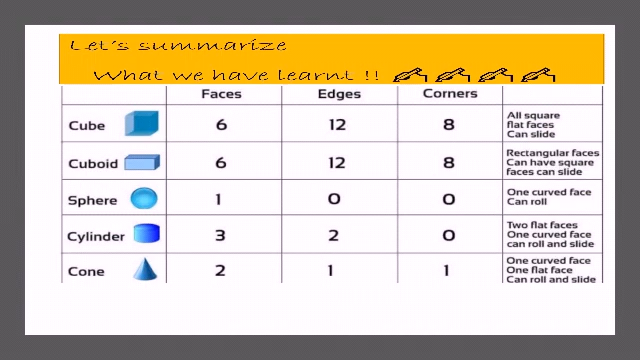 Let's summarize
What we have learnt !!
Faces Edges Corners
Cube 6 12 8 All square
flat faces
Can slide
Cuboid 6 12 8 Rectangular faces
Can have square
faces can slide
Sphere 1 0 0 One curved face
Can roll
Cylinder 3 2 0 Two flat faces
One curved face
can roll and slide
Cone 2 1 1 One curved face
One flat face
Can roll and slide